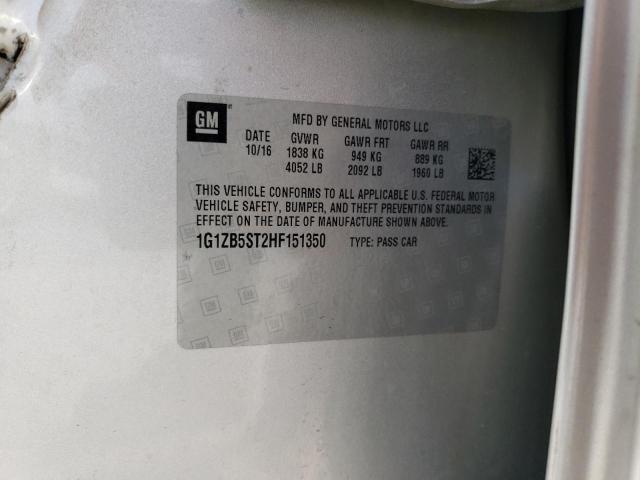 GM
MFD BY GENERAL MOTORS LLC
DATE GVWR GAWR FRT GAWR RR
10/16 1838 KG 949 KG 889 KG
4052 LB 2092 LB 1960 LB
THIS VEHICLE CONFORMS TO ALL APPLICABLE U.S. FEDERAL MOTOR
VEHICLE SAFETY, BUMPER, AND THEFT PREVENTION STANDARDS IN
EFFECT ON THE DATE OF MANUFACTURE SHOWN ABOVE.
1G1ZB5ST2HF151350 TYPE: PASS CAR